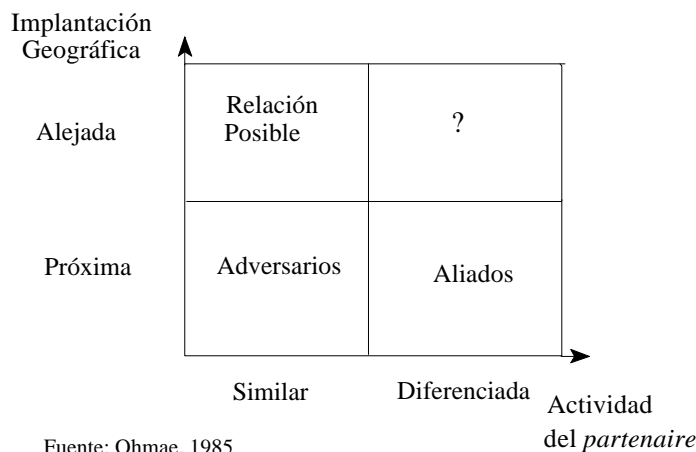 Implantación
Geográfica
Alejada
Relación
Posible
?
Próxima
Adversarios
Aliados
Similar
Diferenciada
Actividad
del partenaire
Fuente: Ohmae, 1985